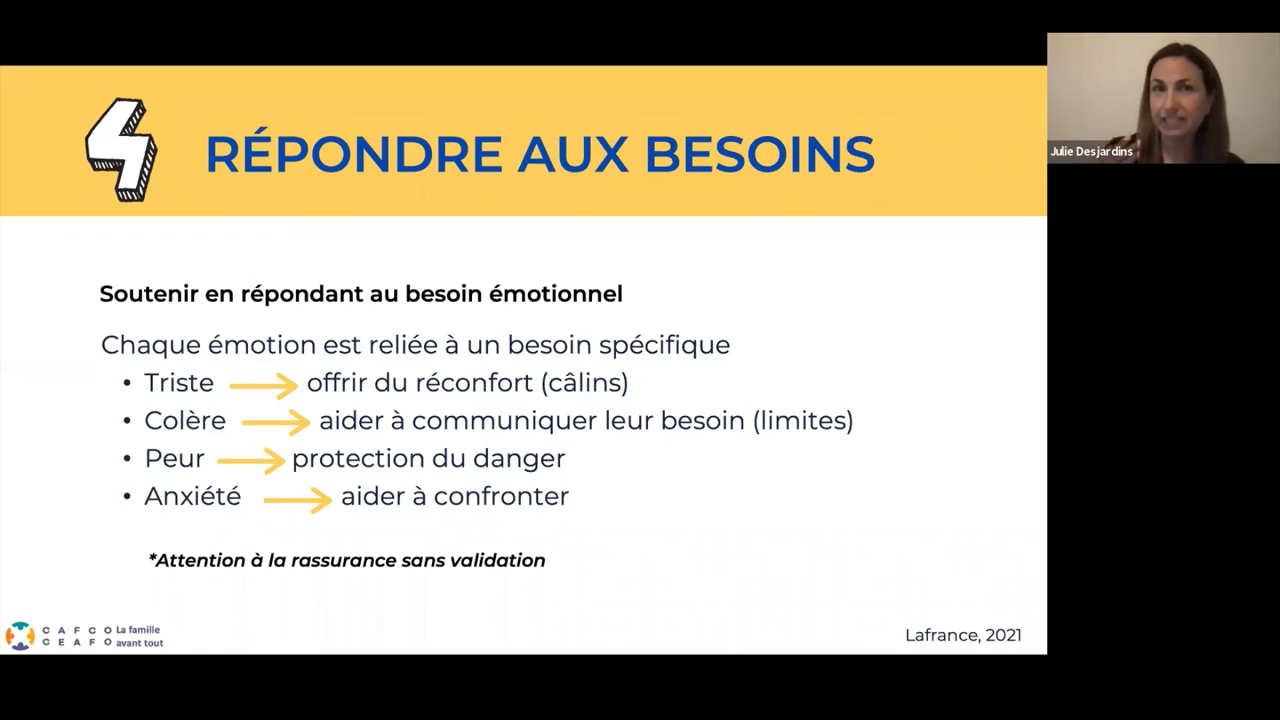 4
RÉPONDRE AUX BESOINS
Julie Desjardins
Soutenir en répondant au besoin émotionnel
Chaque émotion est reliée à un besoin spécifique
• Triste → offrir du réconfort (câlins)
• Colère → aider à communiquer leur besoin (limites)
• Peur → protection du danger
• Anxiété → aider à confronter
*Attention à la rassurance sans validation
CAFCO La famille
CEAFO avant tout
Lafrance, 2021